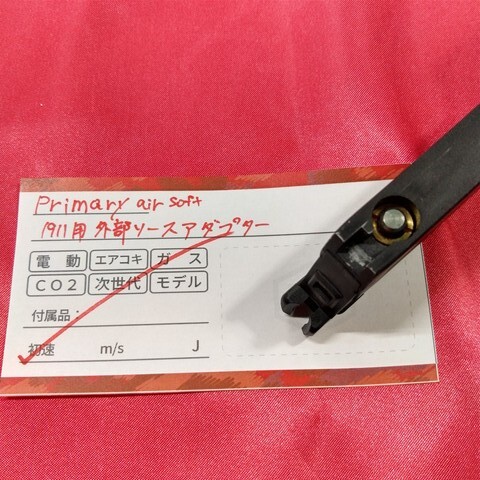 Primary air soft
1911用 外部ソースアダプター
電動 エアコキ ガス
CO2 次世代 モデル
付属品:
初速 m/s J